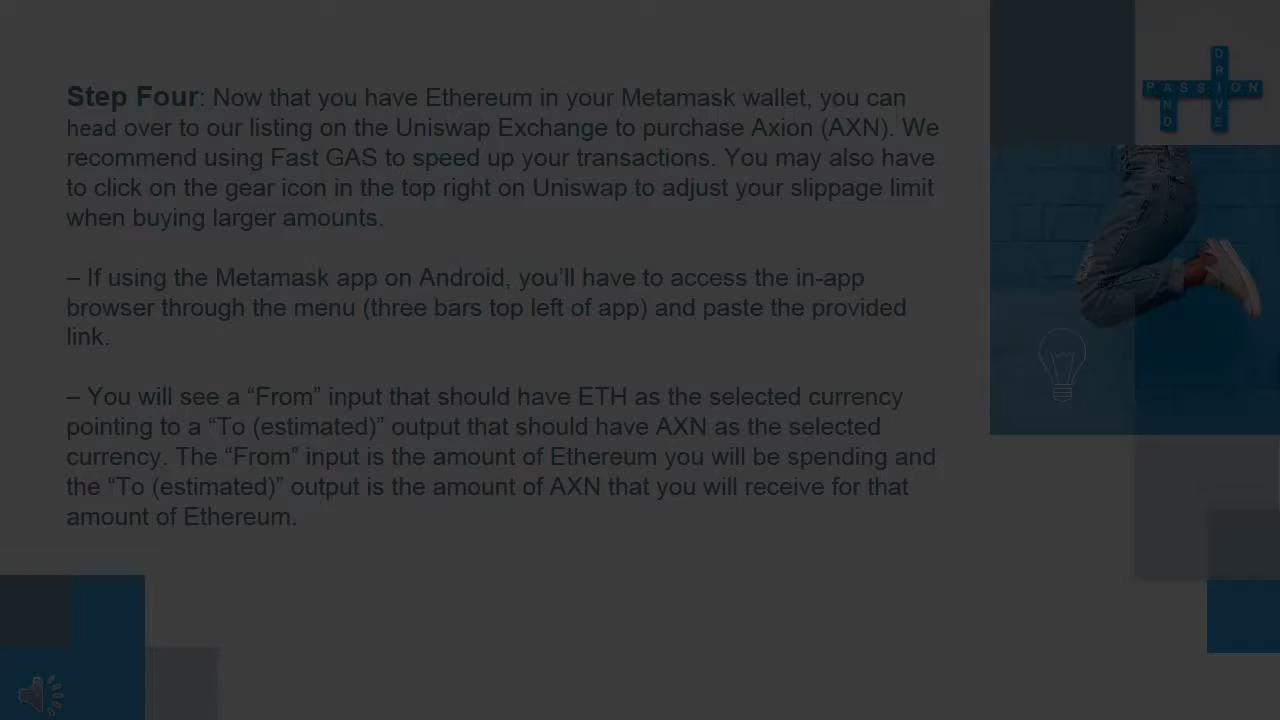 Step Four: Now that you have Ethereum in your Metamask wallet, you can
head over to our listing on the Uniswap Exchange to purchase Axion (AXN). We
recommend using Fast GAS to speed up your transactions. You may also have
to click on the gear icon in the top right on Uniswap to adjust your slippage limit
when buying larger amounts.
– If using the Metamask app on Android, you’ll have to access the in-app
browser through the menu (three bars top left of app) and paste the provided
link.
– You will see a “From” input that should have ETH as the selected currency
pointing to a “To (estimated)” output that should have AXN as the selected
currency. The “From” input is the amount of Ethereum you will be spending and
the “To (estimated)” output is the amount of AXN that you will receive for that
amount of Ethereum.
PASSION
AND
DRIVE